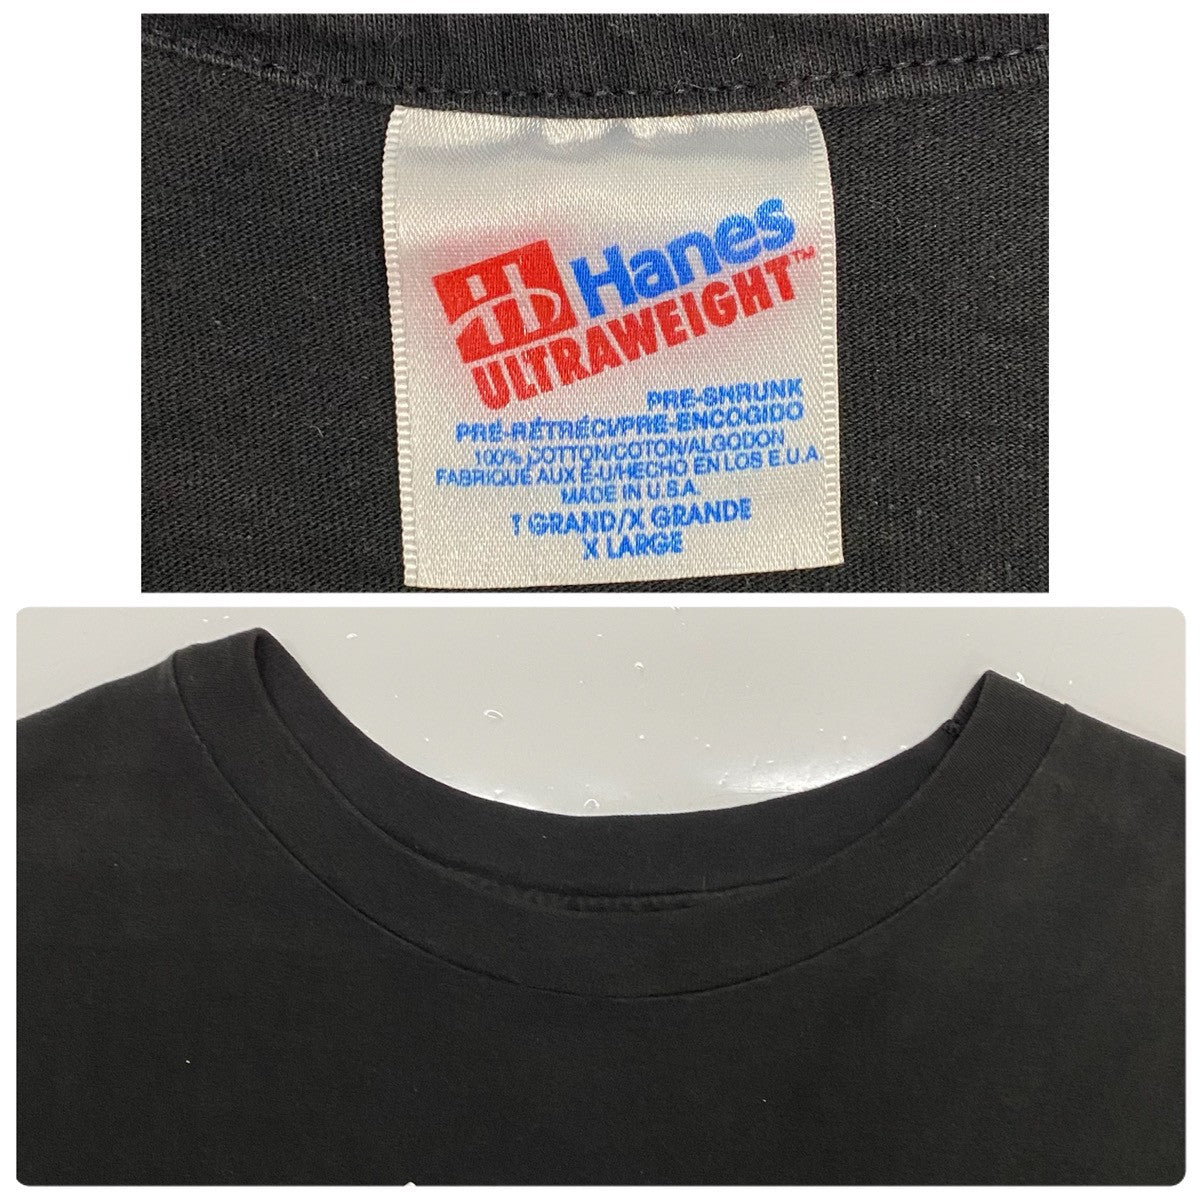 Hanes
ULTRAWEIGHT™
PRE-SHRUNK
PRÉ-RÉTRÉCI/PRE-ENCOGIDO
100% COTTON/COTON/ALGODON
FABRIQUÉ AUX É-U/HECHO EN LOS E.U.A
MADE IN U.S.A.
T GRAND/X GRANDE
X LARGE